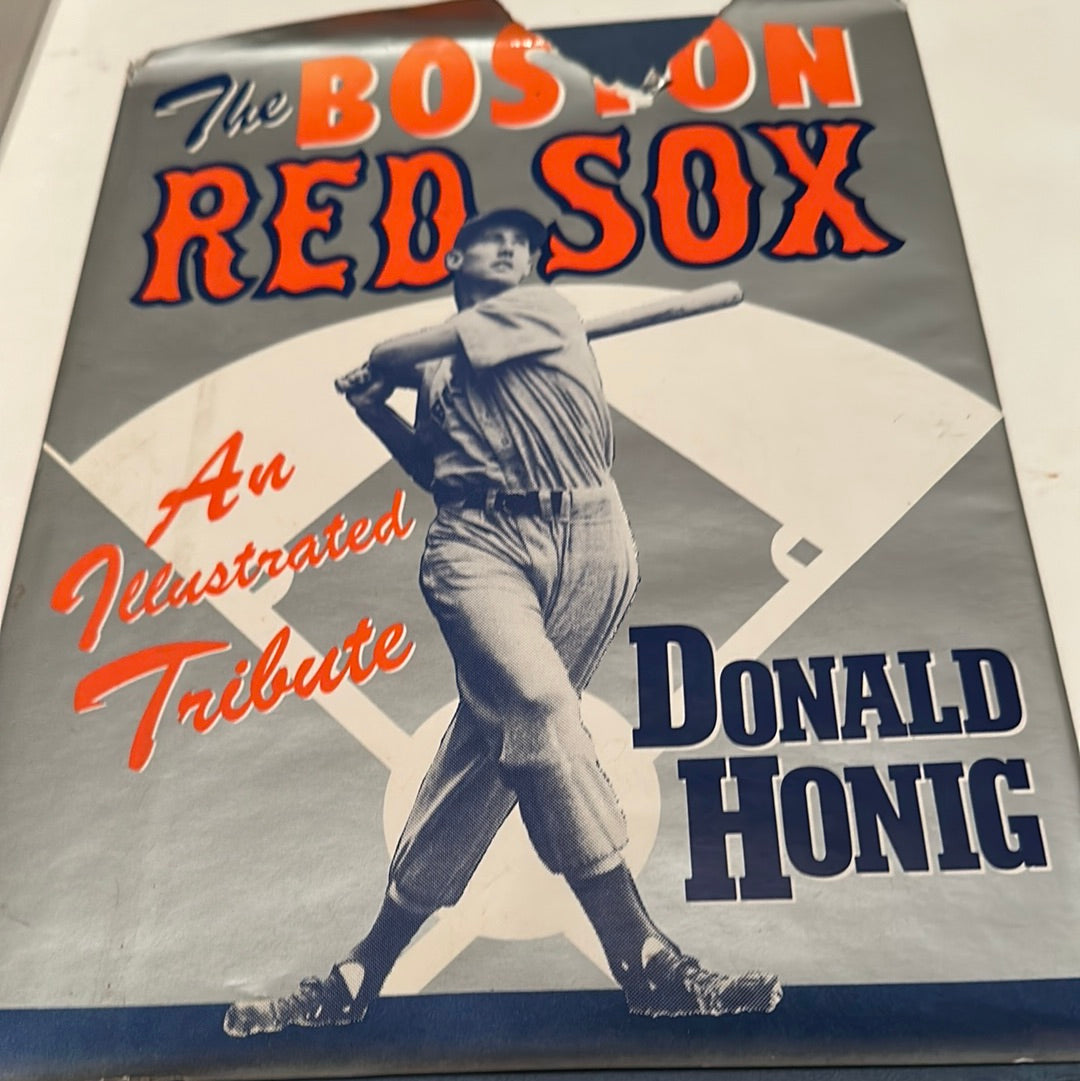 The BOSTON
RED SOX
An
Illustrated
Tribute
DONALD
HONIG